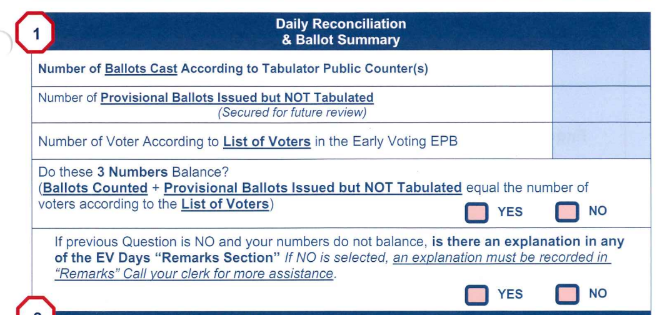 1
Daily Reconciliation
& Ballot Summary
Number of Ballots Cast According to Tabulator Public Counter(s)
Number of Provisional Ballots Issued but NOT Tabulated
(Secured for future review)
Number of Voter According to List of Voters in the Early Voting EPB
Do these 3 Numbers Balance?
(Ballots Counted + Provisional Ballots Issued but NOT Tabulated equal the number of
voters according to the List of Voters)
YES NO
If previous Question is NO and your numbers do not balance, is there an explanation in any
of the EV Days "Remarks Section" If NO is selected, an explanation must be recorded in
"Remarks" Call your clerk for more assistance.
YES NO